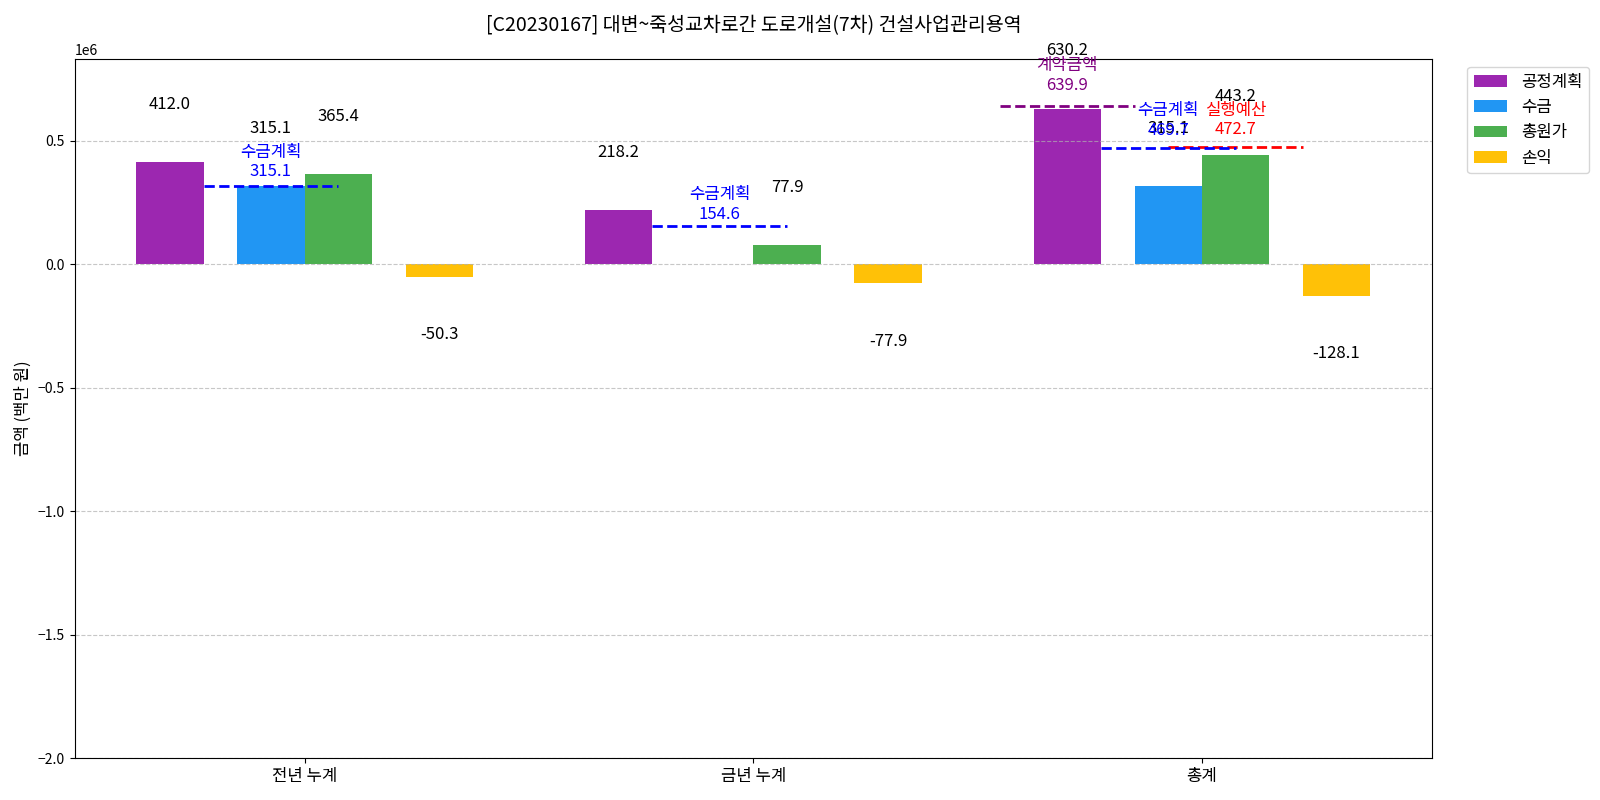 [C20230167] 대변~죽성교차로간 도로개설(7차) 건설사업관리용역
1e6
금액 (백만 원)
0.5
0.0
−0.5
−1.0
−1.5
−2.0
412.0
315.1
365.4
수금계획
315.1
-50.3
218.2
수금계획
154.6
77.9
-77.9
630.2
계약금액
639.9
수금계획
469.7
315.1
443.2
실행예산
472.7
-128.1
전년 누계
금년 누계
총계
공정계획
수금
총원가
손익